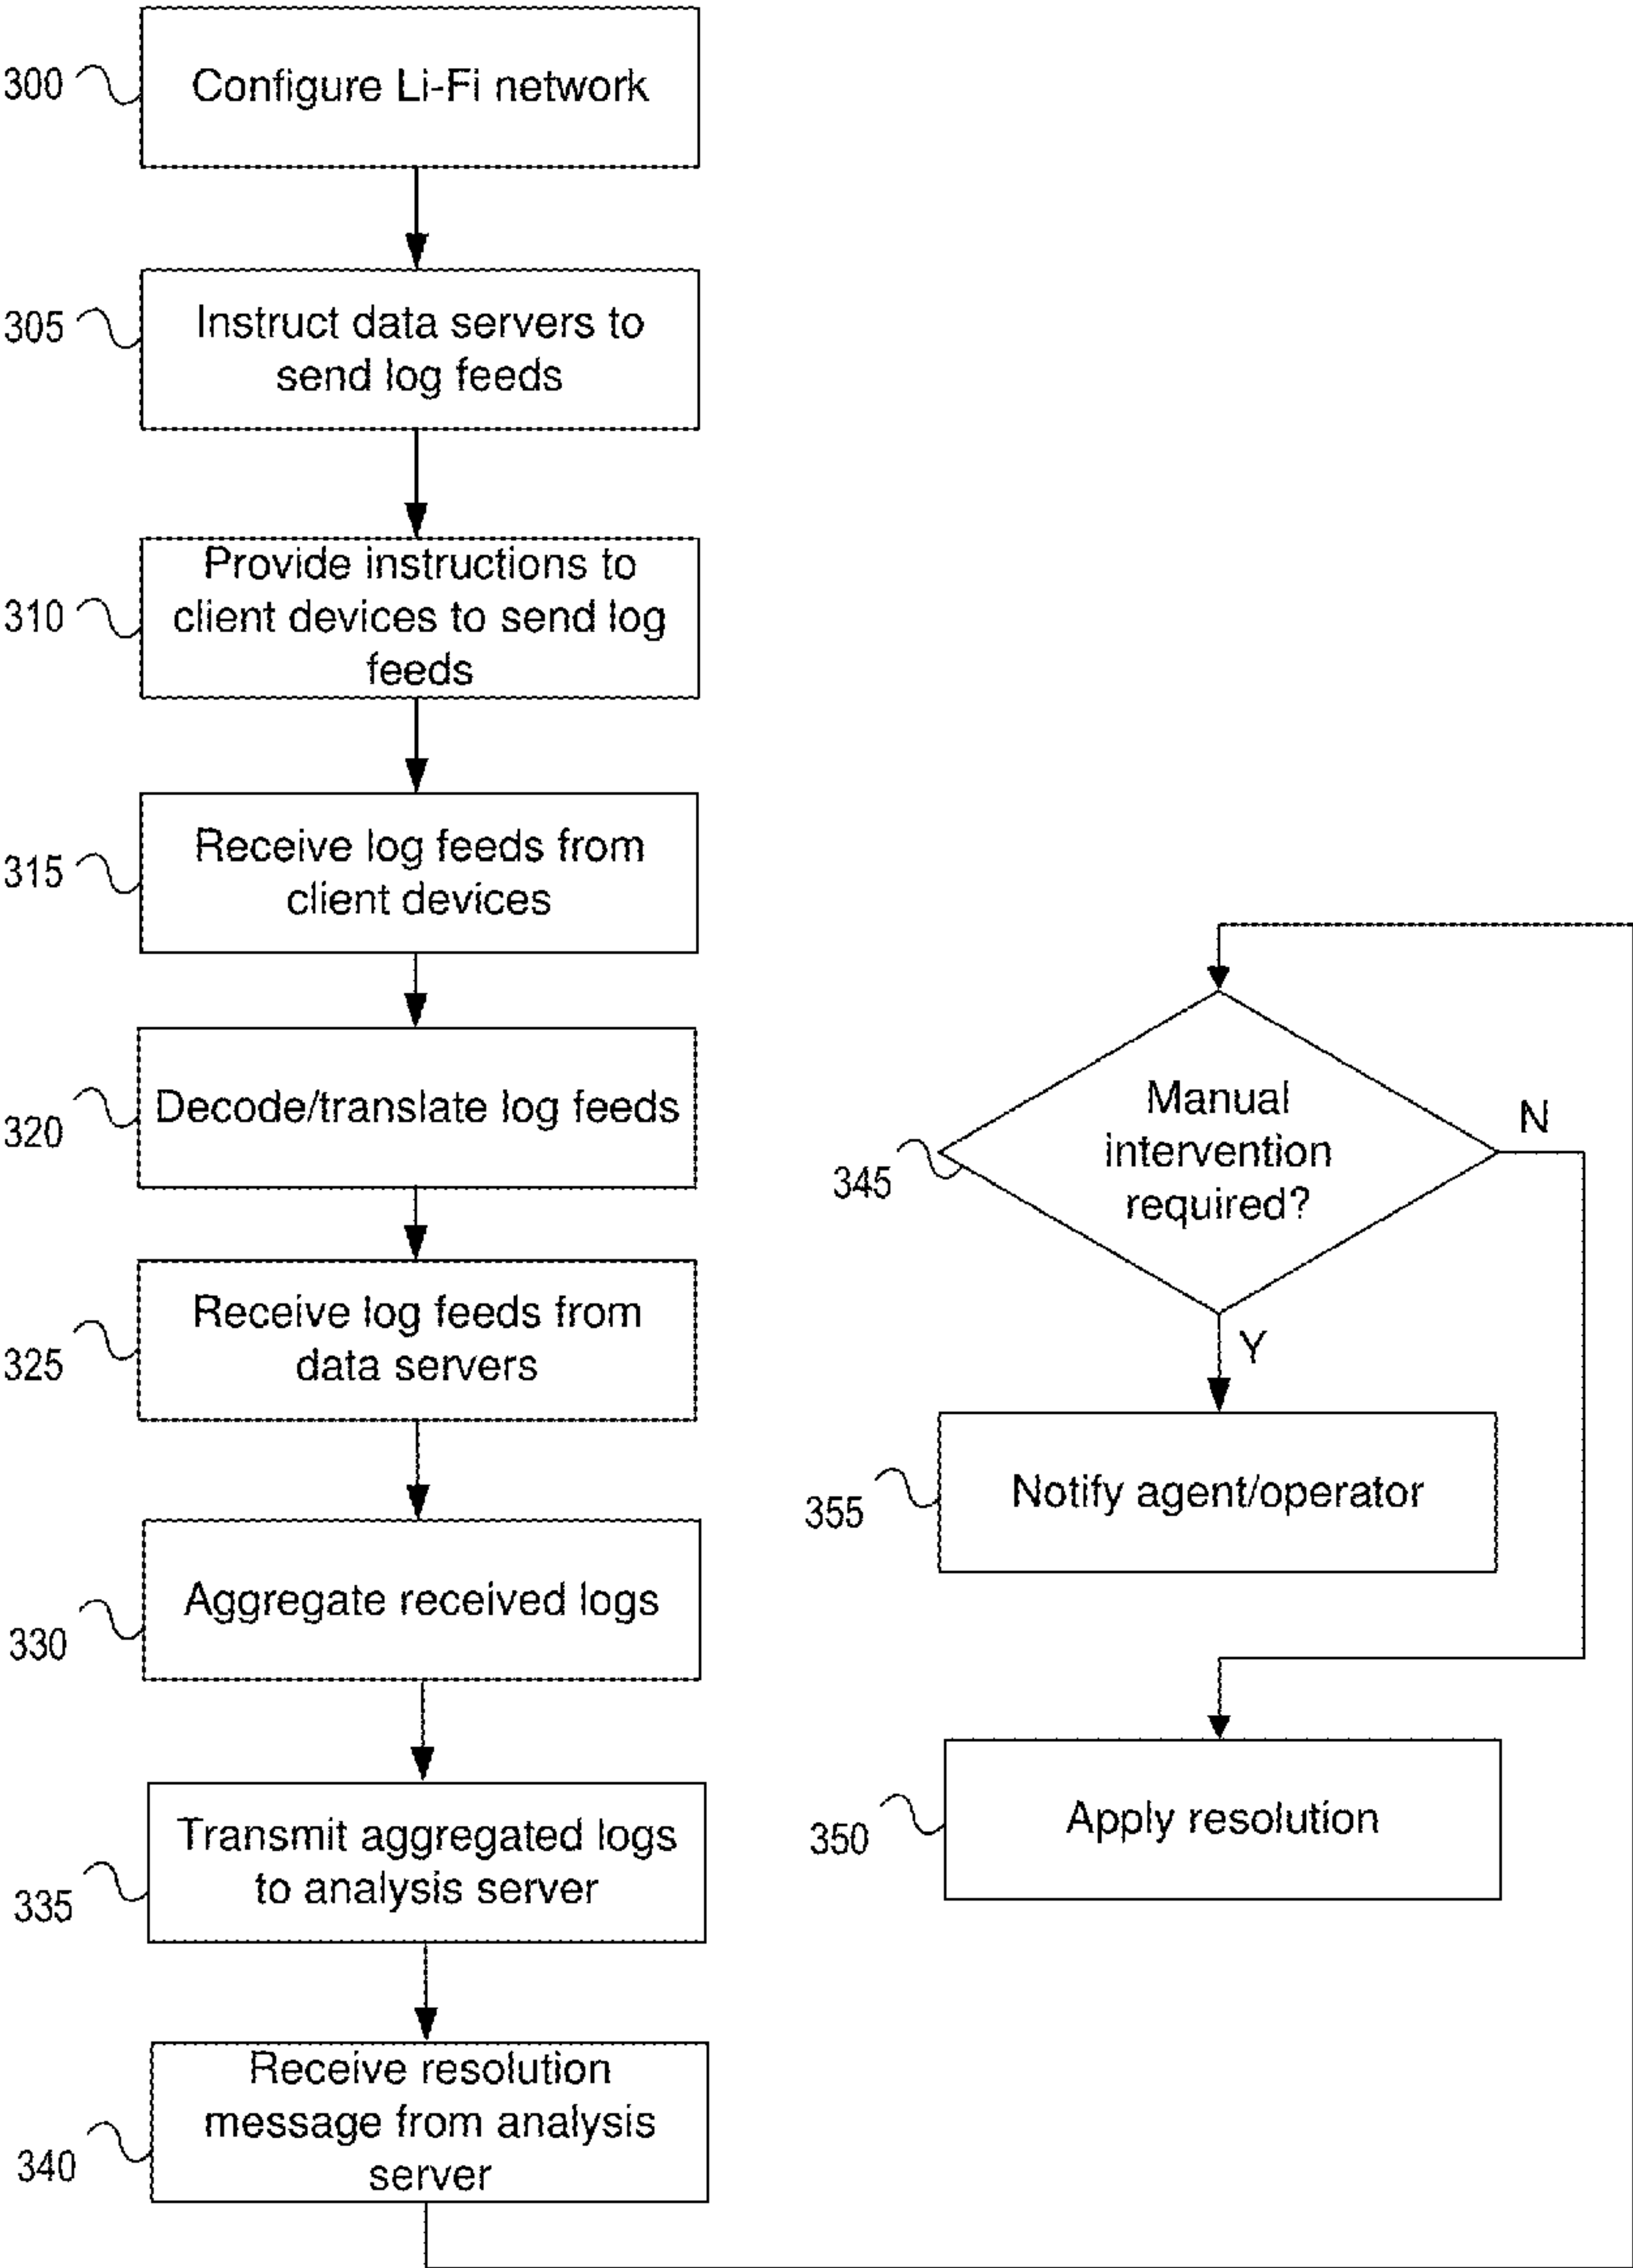 300
Configure Li-Fi network
305
Instruct data servers to
send log feeds
310
Provide instructions to
client devices to send log
feeds
315
Receive log feeds from
client devices
320
Decode/translate log feeds
325
Receive log feeds from
data servers
330
Aggregate received logs
335
Transmit aggregated logs
to analysis server
340
Receive resolution
message from analysis
server
345
Manual
intervention
required?
N
Y
355
Notify agent/operator
350
Apply resolution